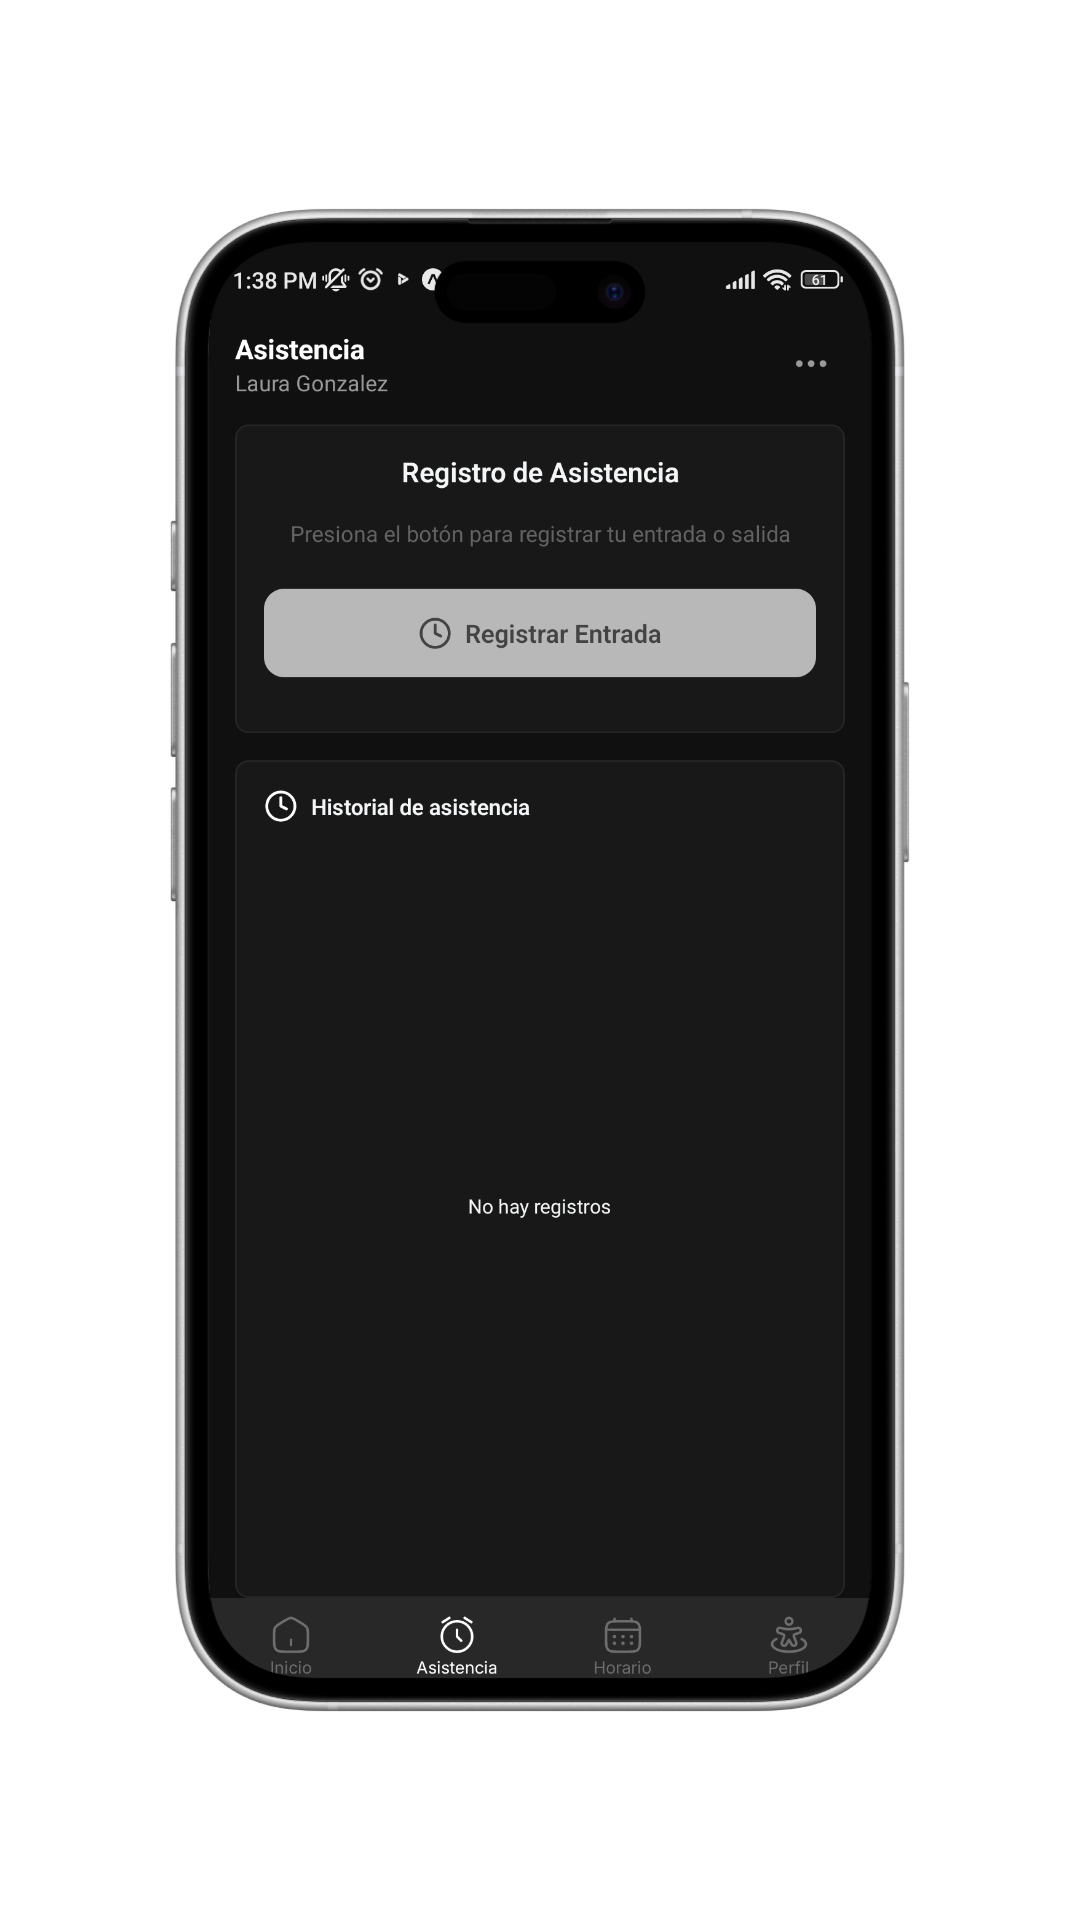 1:38 PM
61
Asistencia
Laura Gonzalez
Registro de Asistencia
Presiona el botón para registrar tu entrada o salida
Registrar Entrada
Historial de asistencia
No hay registros
Inicio
Asistencia
Horario
Perfil